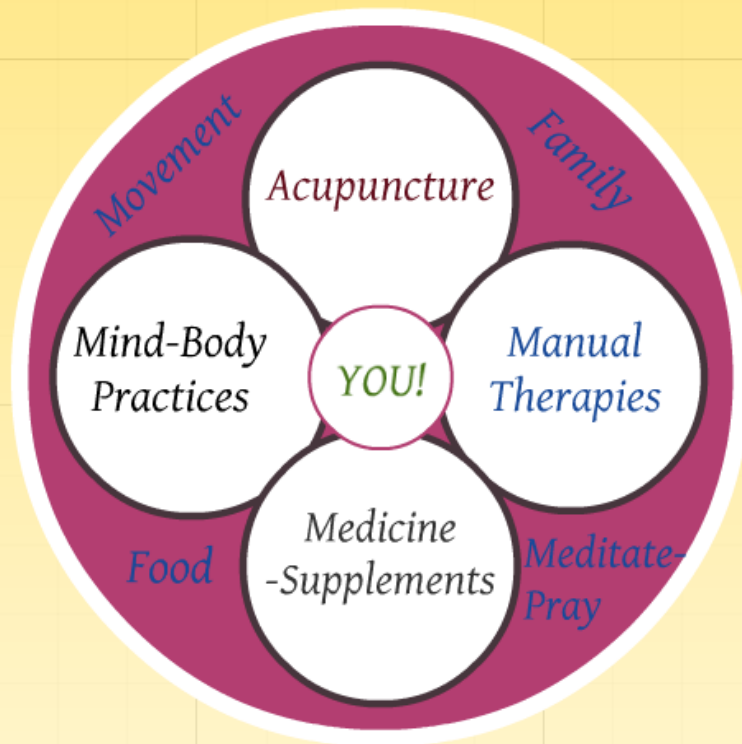 Movement
Family
Acupuncture
Mind-Body
Practices
YOU!
Manual
Therapies
Medicine
-Supplements
Food
Meditate-
Pray